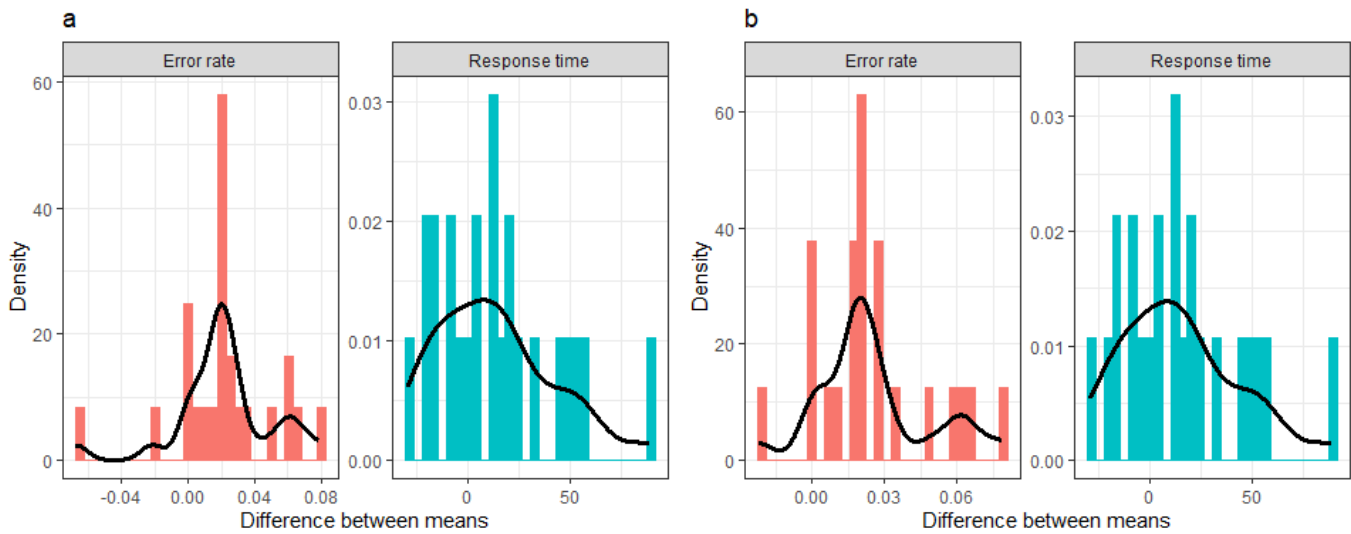 a
Error rate
Response time
Density
60
40
20
0
-0.04
0.00
0.04
0.08
0.03
0.02
0.01
0.00
0
50
Difference between means
b
Error rate
Response time
Density
60
40
20
0
0.00
0.03
0.06
0.03
0.02
0.01
0.00
0
50
Difference between means